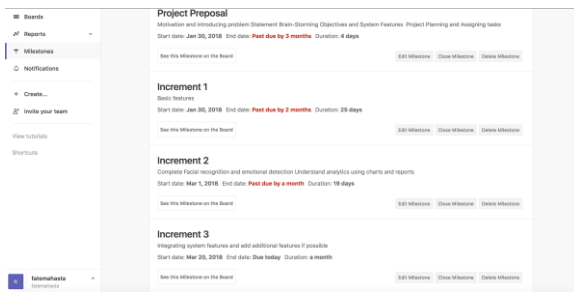 Boards
Reports
Milestones
Notifications
+ Create...
Invite your team
View tutorials
Shortcuts
fatemahasta
fatemahasta
Project Preposal
Motivation and Introducing problem Statement Brain-Storming Objectives and System Features Project Planning and Assigning tasks
Start date: Jan 30, 2018 End date: Past due by 3 months Duration: 4 days
See this Milestone on the Board
Edit Milestone Close Milestone Delete Milestone
Increment 1
Basic features
Start date: Jan 30, 2018 End date: Past due by 2 months Duration: 25 days
See this Milestone on the Board
Edit Milestone Close Milestone Delete Milestone
Increment 2
Complete Facial recognition and emotional detection Understand analytics using charts and reports
Start date: Mar 1, 2018 End date: Past due by a month Duration: 19 days
See this Milestone on the Board
Edit Milestone Close Milestone Delete Milestone
Increment 3
Integrating system features and add additional features if possible
Start date: Mar 20, 2018 End date: Due today Duration: a month
See this Milestone on the Board
Edit Milestone Close Milestone Delete Milestone